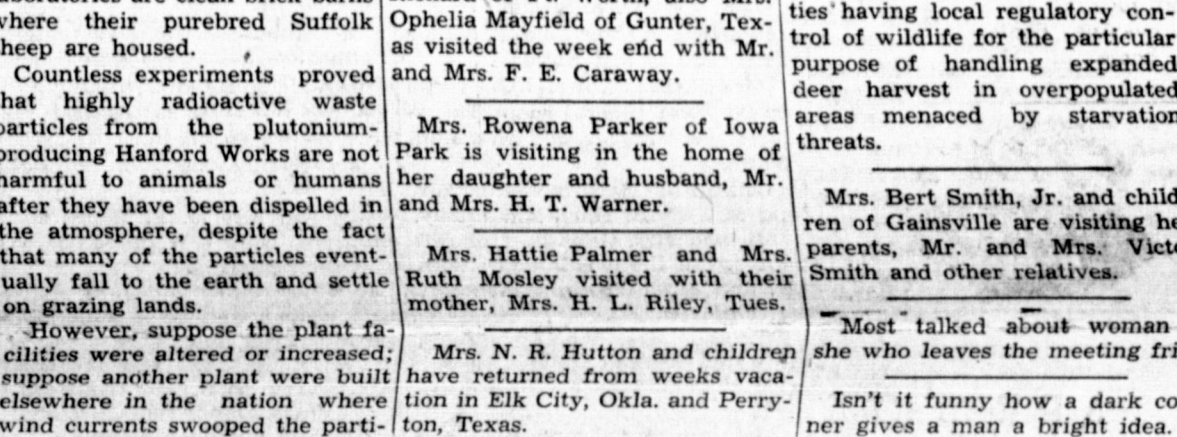 where their purebred Suffolk
sheep are housed.
Countless experiments proved
that highly radioactive waste
particles from the plutonium-
producing Hanford Works are not
harmful to animals or humans
after they have been dispelled in
the atmosphere, despite the fact
that many of the particles event-
ually fall to the earth and settle
on grazing lands.
However, suppose the plant fa-
cilities were altered or increased;
suppose another plant were built
elsewhere in the nation where
wind currents swooped the parti-
Ophelia Mayfield of Gunter, Tex-
as visited the week end with Mr.
and Mrs. F. E. Caraway.
Mrs. Rowena Parker of Iowa
Park is visiting in the home of
her daughter and husband, Mr.
and Mrs. H. T. Warner.
Mrs. Hattie Palmer and Mrs.
Ruth Mosley visited with their
mother, Mrs. H. L. Riley, Tues.
Mrs. N. R. Hutton and children
have returned from weeks vaca-
tion in Elk City, Okla. and Perry-
ton, Texas.
ties having local regulatory con-
trol of wildlife for the particular
purpose of handling expanded
deer harvest in overpopulated
areas menaced by starvation
threats.
Mrs. Bert Smith, Jr. and child
ren of Gainsville are visiting he
parents, Mr. and Mrs. Victo
Smith and other relatives.
Most talked about woman
she who leaves the meeting fri
Isn't it funny how a dark co
ner gives a man a bright idea.